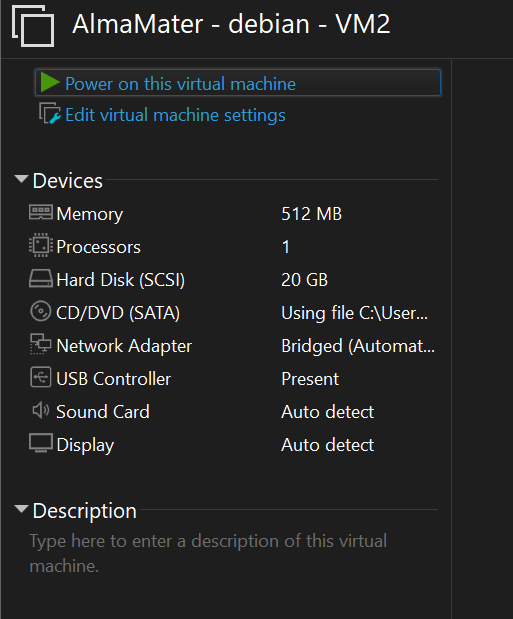 AlmaMater - debian - VM2
Power on this virtual machine
Edit virtual machine settings
Devices
Memory 512 MB
Processors 1
Hard Disk (SCSI) 20 GB
CD/DVD (SATA) Using file C:\User...
Network Adapter Bridged (Automat...
USB Controller Present
Sound Card Auto detect
Display Auto detect
Description
Type here to enter a description of this virtual
machine.